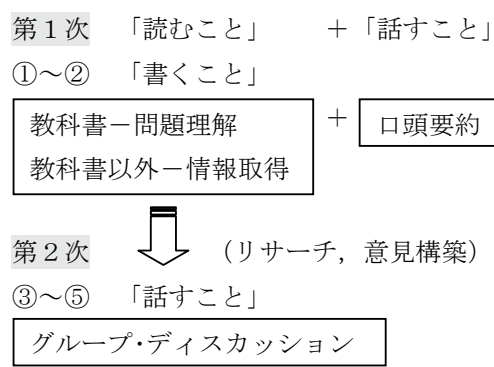 第１次 「読むこと」 ＋「話すこと」
①～② 「書くこと」
教科書－問題理解 ＋ 口頭要約
教科書以外－情報取得
第２次 （リサーチ，意見構築）
③～⑤ 「話すこと」
グループ・ディスカッション